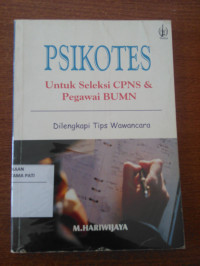 PSIKOTES
Untuk Seleksi CPNS &
Pegawai BUMN
Dilengkapi Tips Wawancara
M.HARIWIJAYA